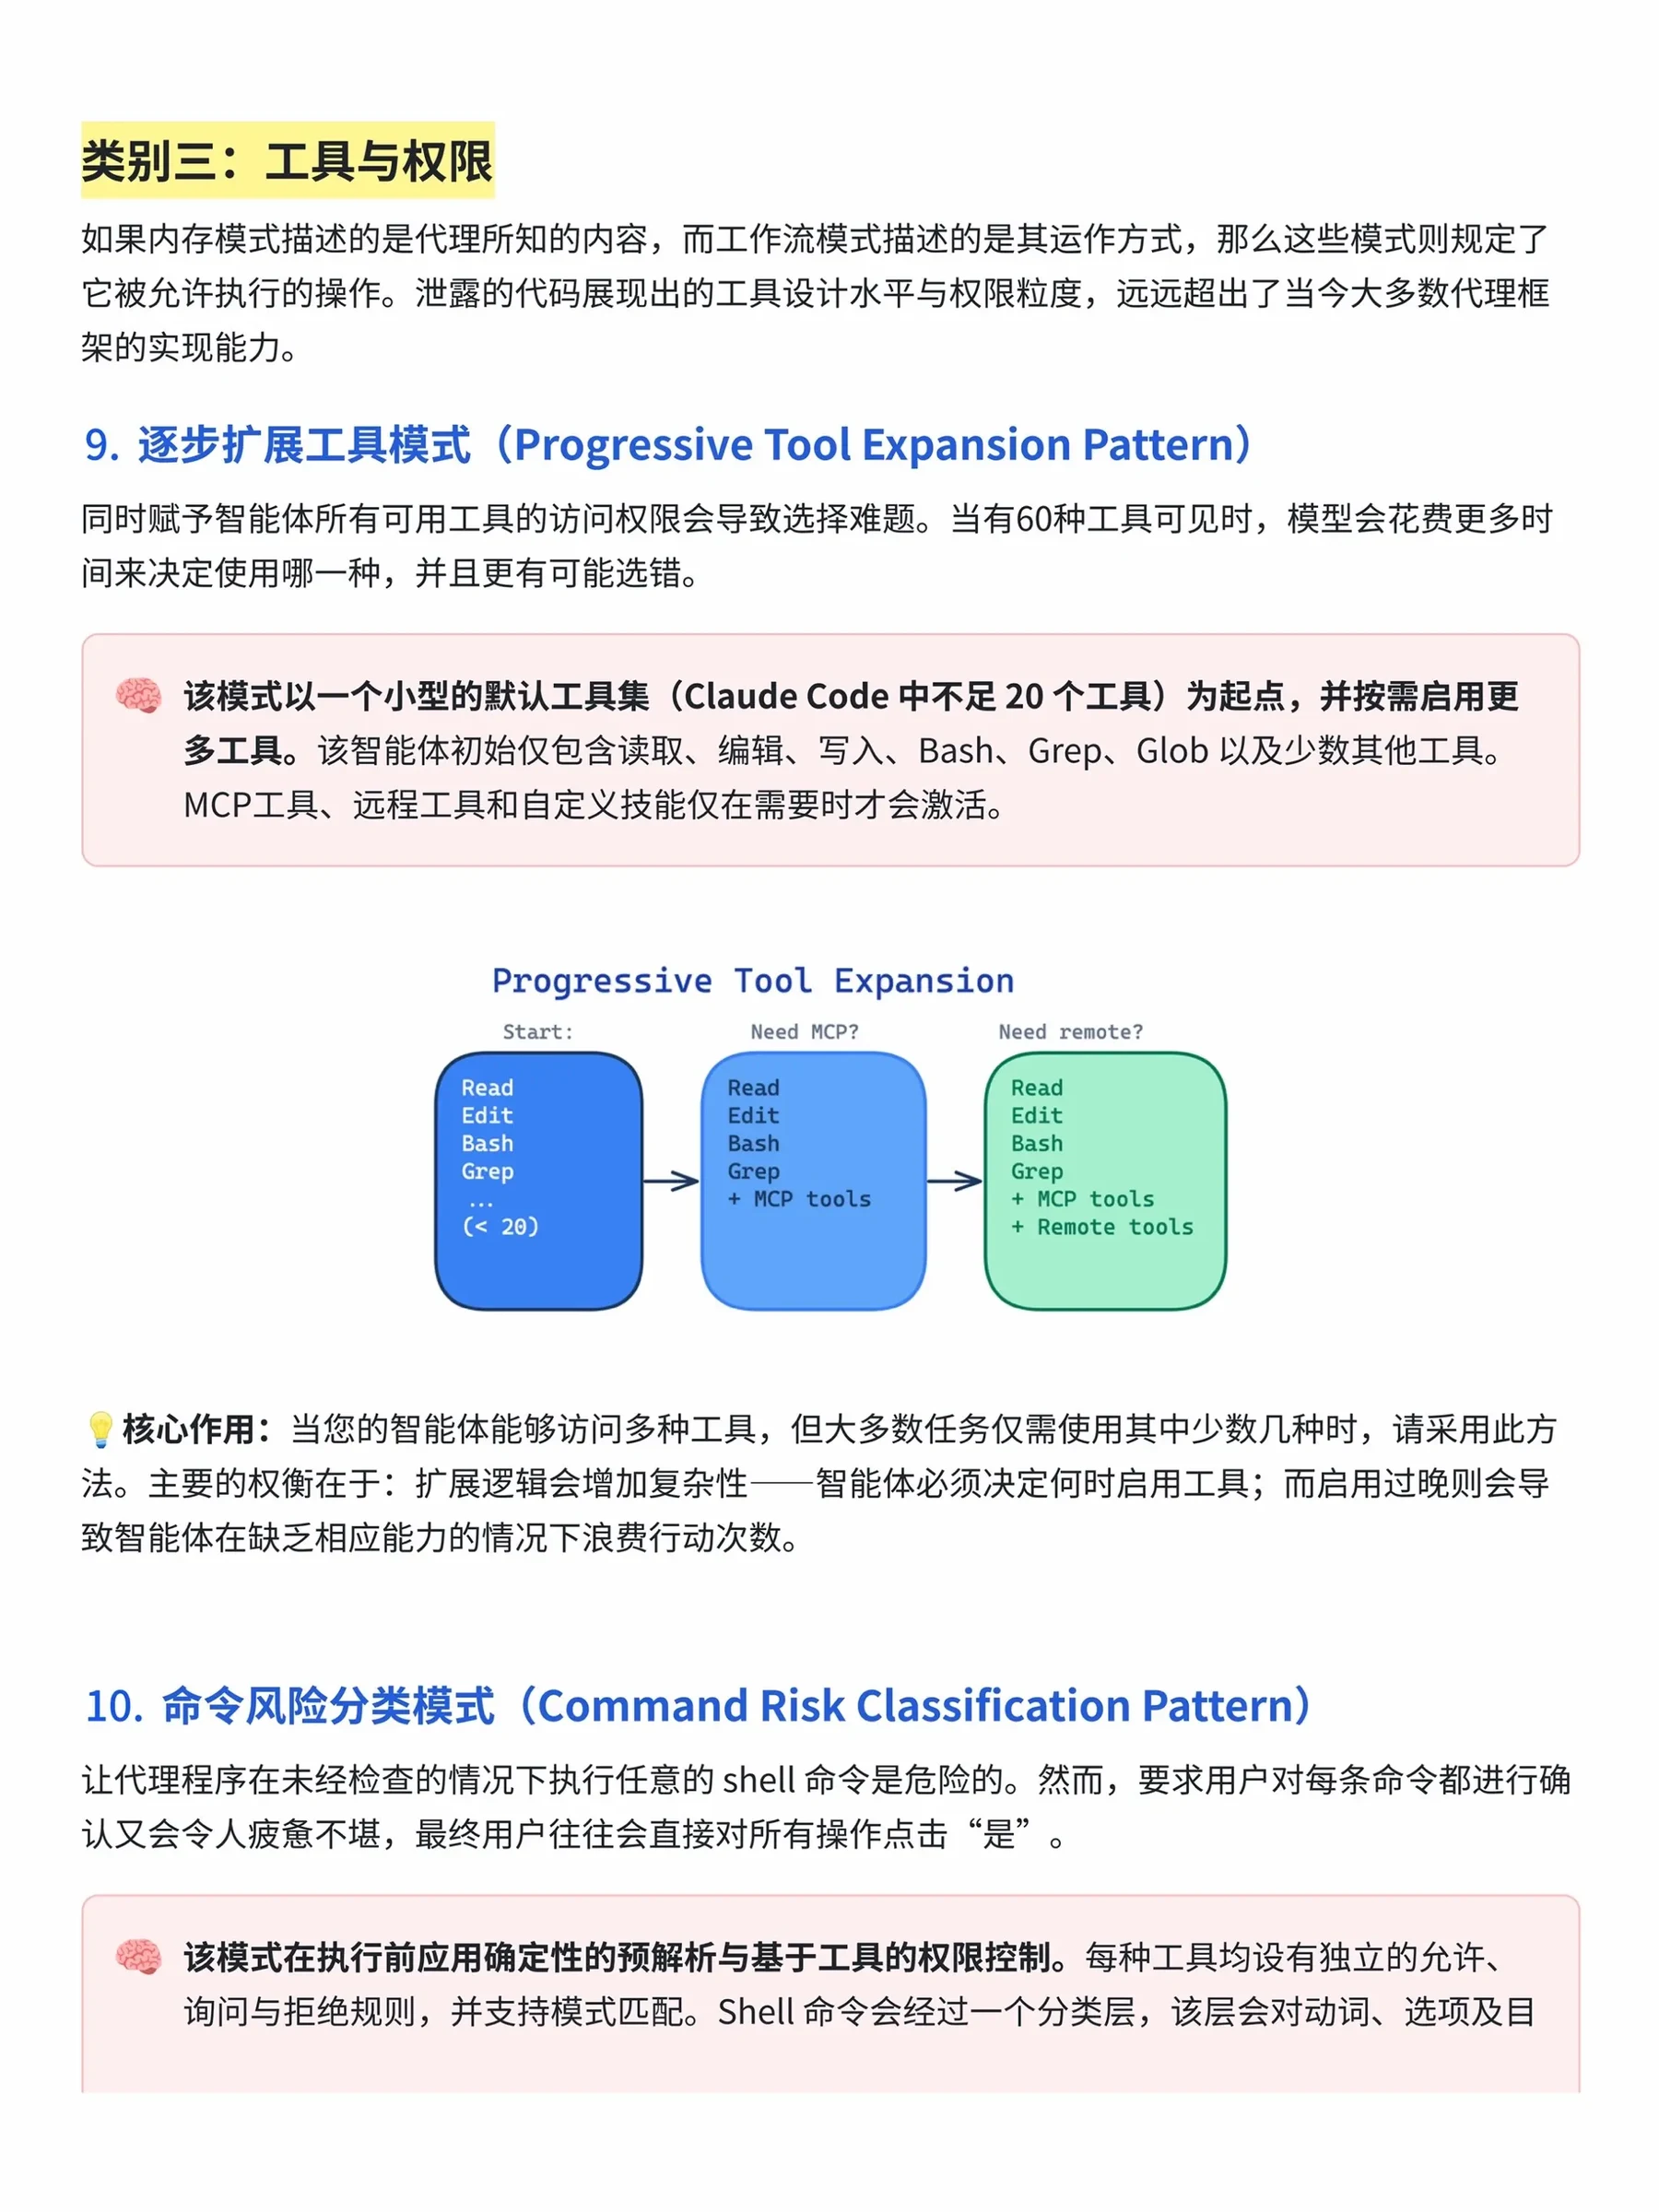 类别三：工具与权限
如果内存模式描述的是代理所知的内容，而工作流模式描述的是其运作方式，那么这些模式则规定了
它被允许执行的操作。泄露的代码展现出的工具设计水平与权限粒度，远远超出了当今大多数代理框
架的实现能力。
9. 逐步扩展工具模式（Progressive Tool Expansion Pattern）
同时赋予智能体所有可用工具的访问权限会导致选择难题。当有60种工具可见时，模型会花费更多时
间来决定使用哪一种，并且更有可能选错。
🧠 该模式以一个小型的默认工具集（Claude Code 中不足 20 个工具）为起点，并按需启用更
多工具。该智能体初始仅包含读取、编辑、写入、Bash、Grep、Glob 以及少数其他工具。
MCP工具、远程工具和自定义技能仅在需要时才会激活。
Progressive Tool Expansion
Start:
Read
Edit
Bash
Grep
...
(< 20)
Need MCP?
Read
Edit
Bash
Grep
+ MCP tools
Need remote?
Read
Edit
Bash
Grep
+ MCP tools
+ Remote tools
💡核心作用：当您的智能体能够访问多种工具，但大多数任务仅需使用其中少数几种时，请采用此方
法。主要的权衡在于：扩展逻辑会增加复杂性——智能体必须决定何时启用工具；而启用过晚则会导
致智能体在缺乏相应能力的情况下浪费行动次数。
10. 命令风险分类模式（Command Risk Classification Pattern）
让代理程序在未经检查的情况下执行任意的 shell 命令是危险的。然而，要求用户对每条命令都进行确
认又会令人疲惫不堪，最终用户往往会直接对所有操作点击“是”。
🧠 该模式在执行前应用确定性的预解析与基于工具的权限控制。每种工具均设有独立的允许、
询问与拒绝规则，并支持模式匹配。Shell 命令会经过一个分类层，该层会对动词、选项及目